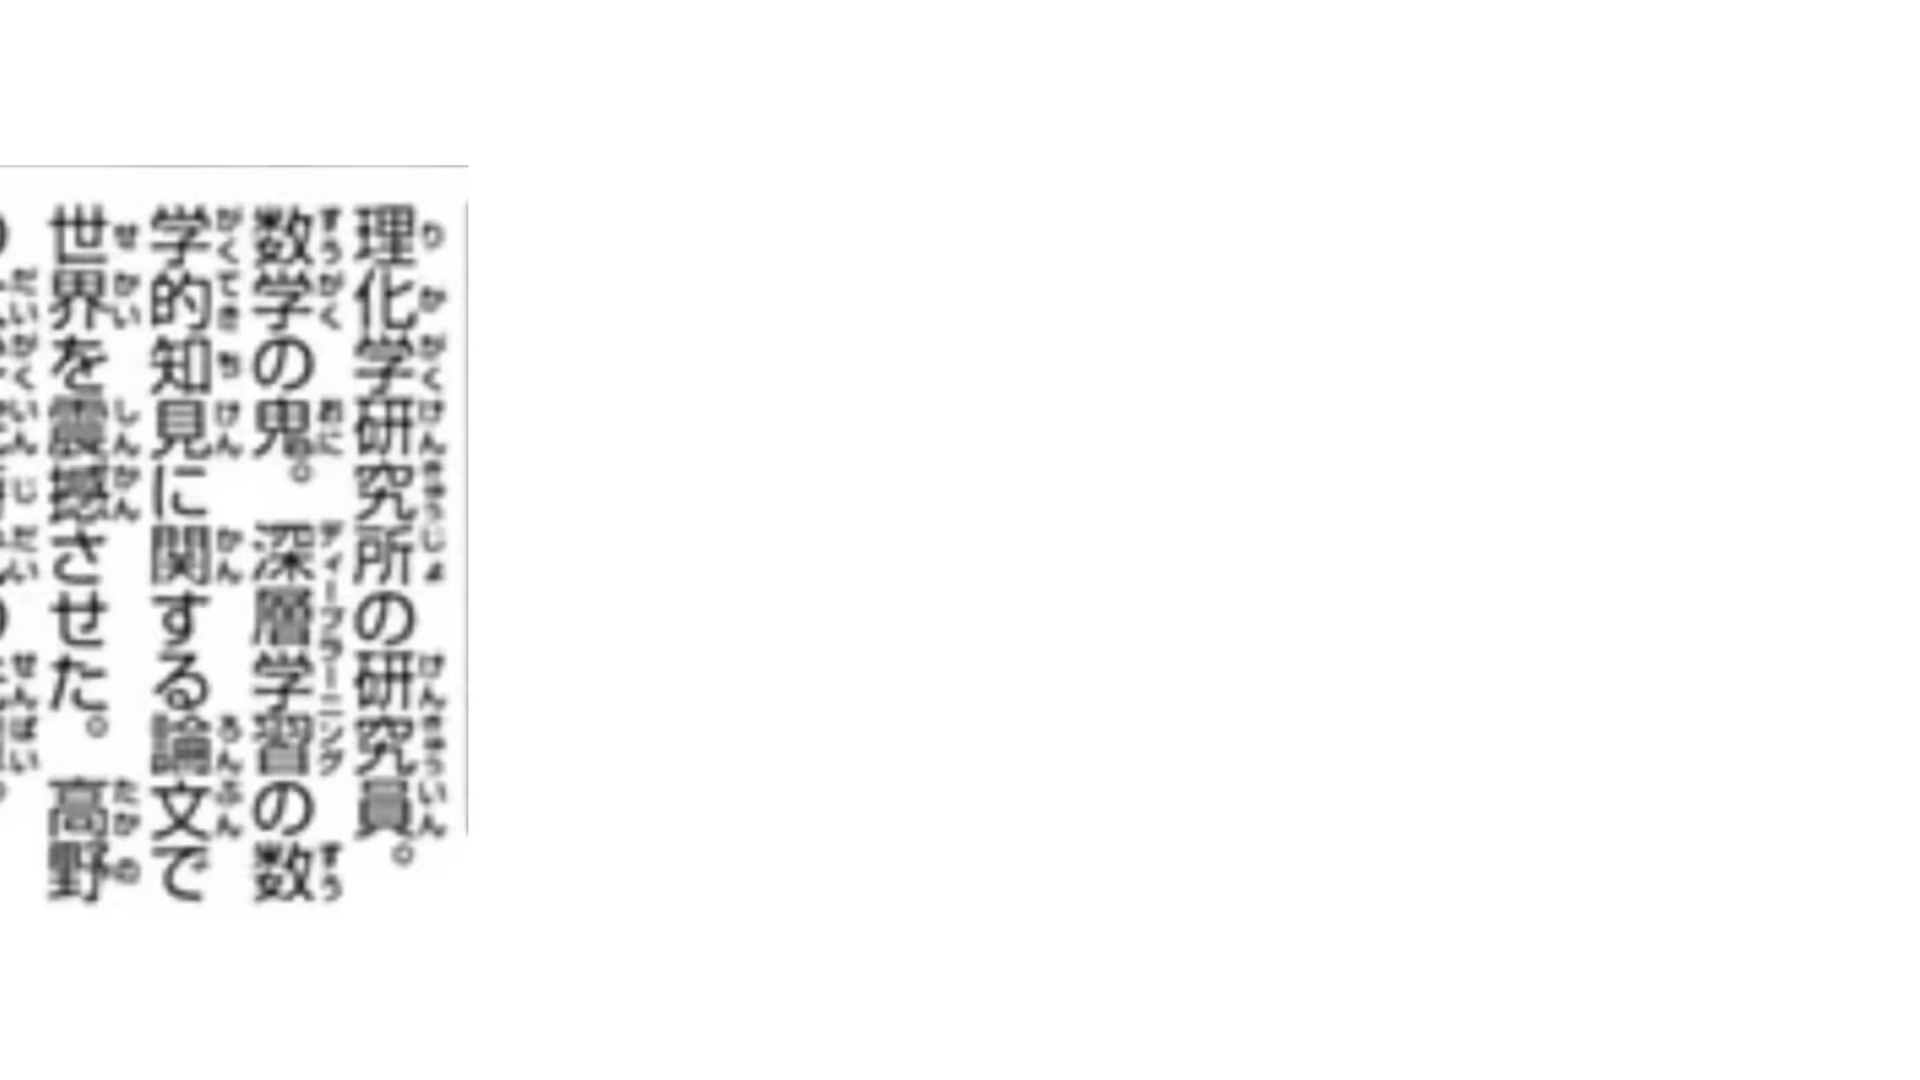 理化学研究所の研究員。
数学の鬼。深層学習の数
学的知見に関する論文で
世界を震撼させた。高野